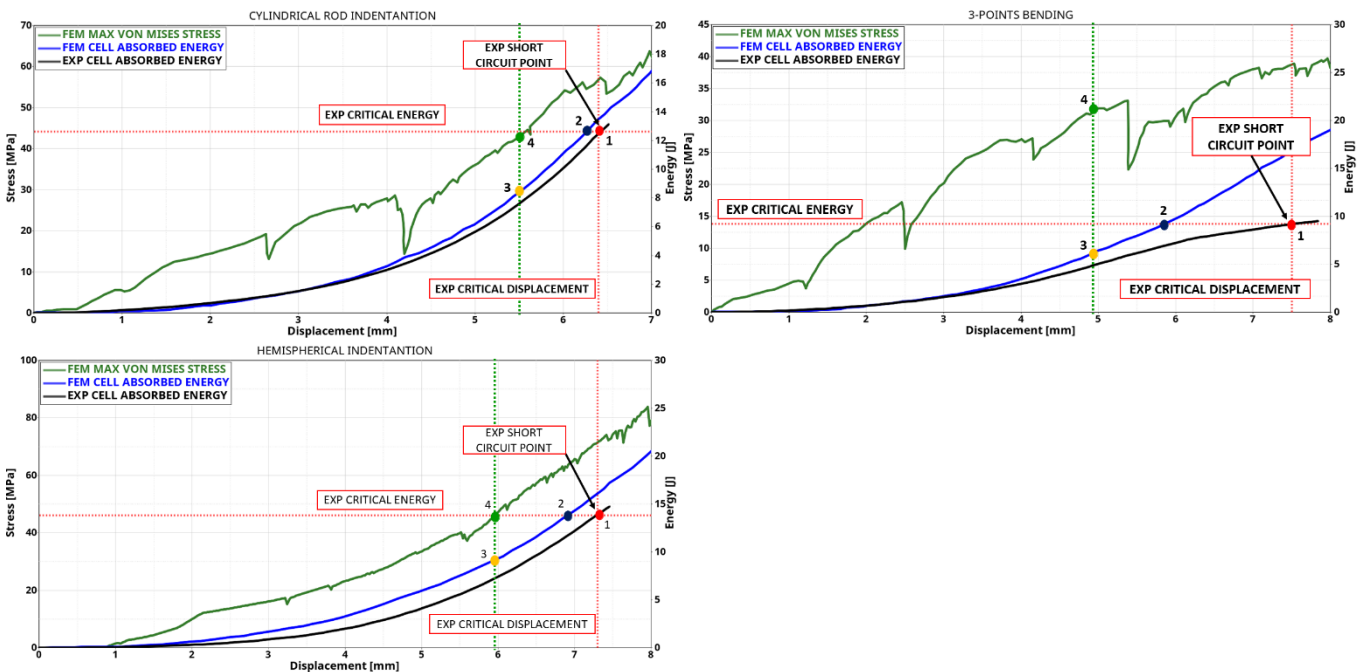 CYLINDRICAL ROD INDENTANTION
FEM MAX VON MISES STRESS
FEM CELL ABSORBED ENERGY
EXP CELL ABSORBED ENERGY
EXP SHORT
CIRCUIT POINT
EXP CRITICAL ENERGY
EXP CRITICAL DISPLACEMENT
1
2
3
4
Stress [MPa]
0
10
20
30
40
50
60
70
Energy [J]
0
2
4
6
8
10
12
14
16
18
20
0 1 2 3 4 5 6 7
Displacement [mm]
3-POINTS BENDING
FEM MAX VON MISES STRESS
FEM CELL ABSORBED ENERGY
EXP CELL ABSORBED ENERGY
EXP SHORT
CIRCUIT POINT
EXP CRITICAL ENERGY
EXP CRITICAL DISPLACEMENT
1
2
3
4
Stress [MPa]
0
5
10
15
20
25
30
35
40
45
Energy [J]
0
5
10
15
20
25
30
0 1 2 3 4 5 6 7 8
Displacement [mm]
HEMISPHERICAL INDENTANTION
FEM MAX VON MISES STRESS
FEM CELL ABSORBED ENERGY
EXP CELL ABSORBED ENERGY
EXP SHORT
CIRCUIT POINT
EXP CRITICAL ENERGY
EXP CRITICAL DISPLACEMENT
1
2
3
4
Stress [MPa]
0
20
40
60
80
100
Energy [J]
0
5
10
15
20
25
30
0 1 2 3 4 5 6 7 8
Displacement [mm]